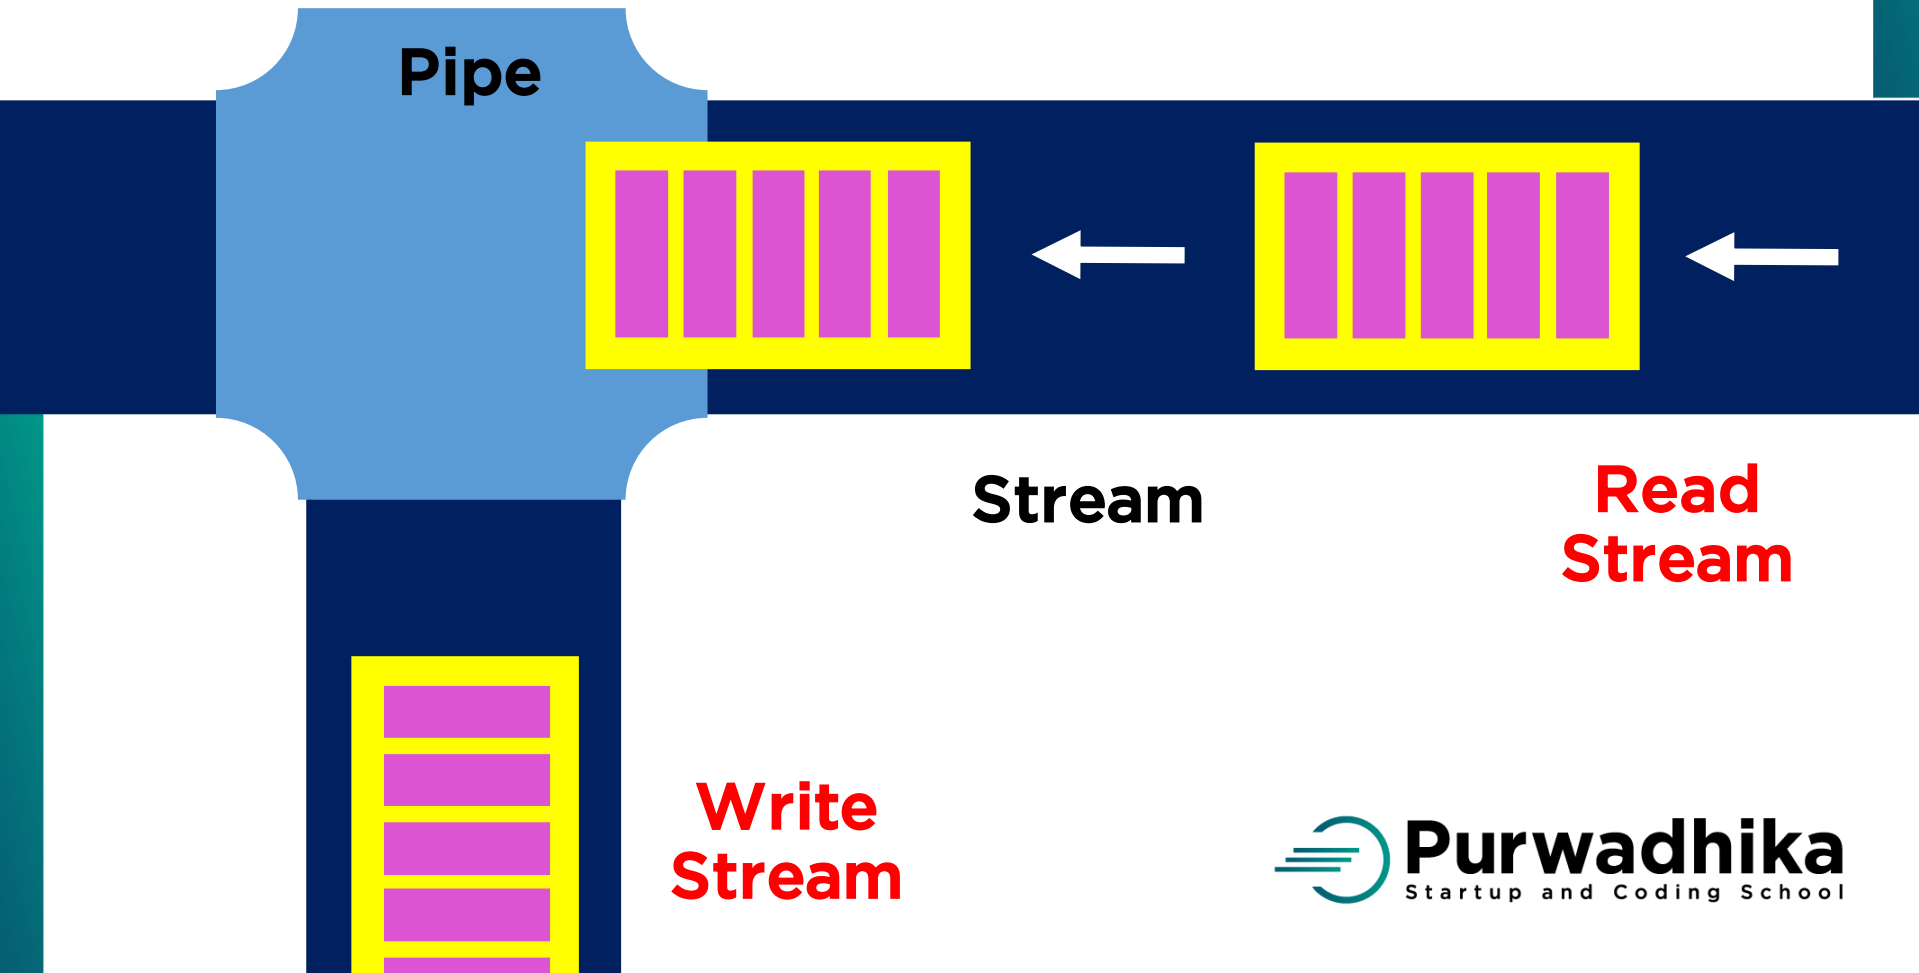 Pipe
Stream
Read
Stream
Write
Stream
Purwadhika
Startup and Coding School